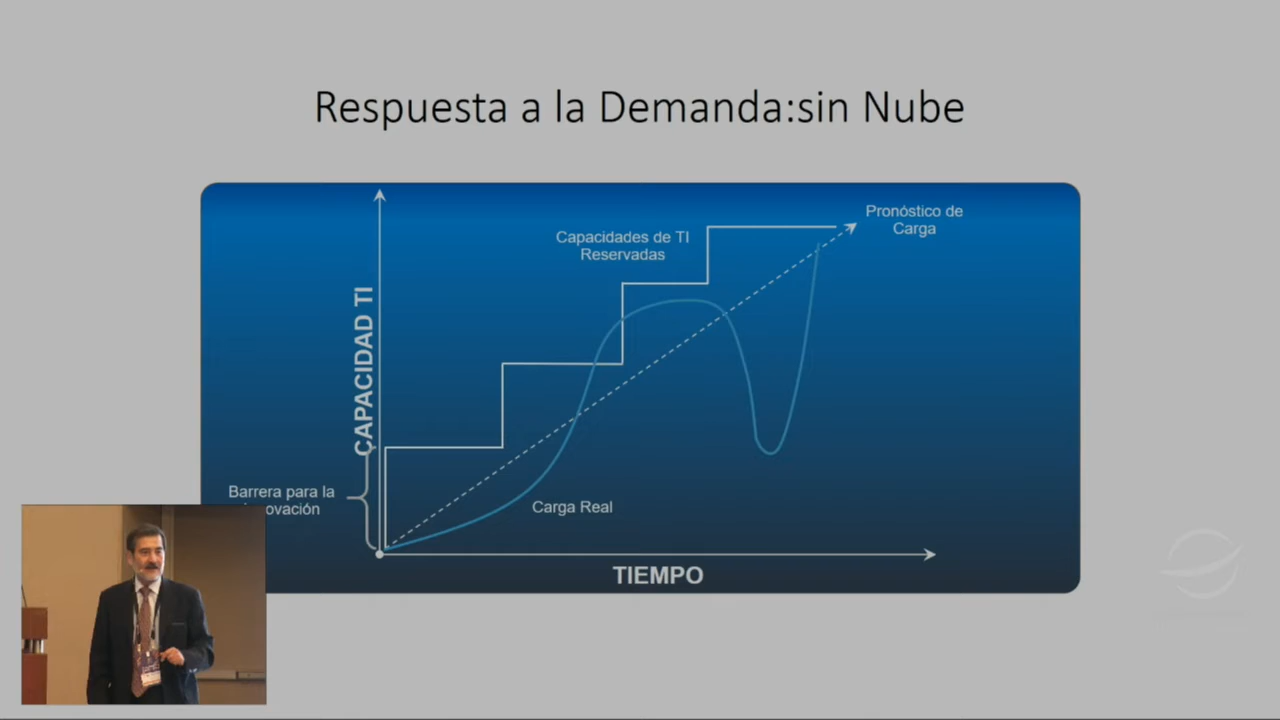 Respuesta a la Demanda:sin Nube
Pronóstico de
Carga
Capacidades de TI
Reservadas
CAPACIDAD TI
Barrera para la
ovación
Carga Real
TIEMPO